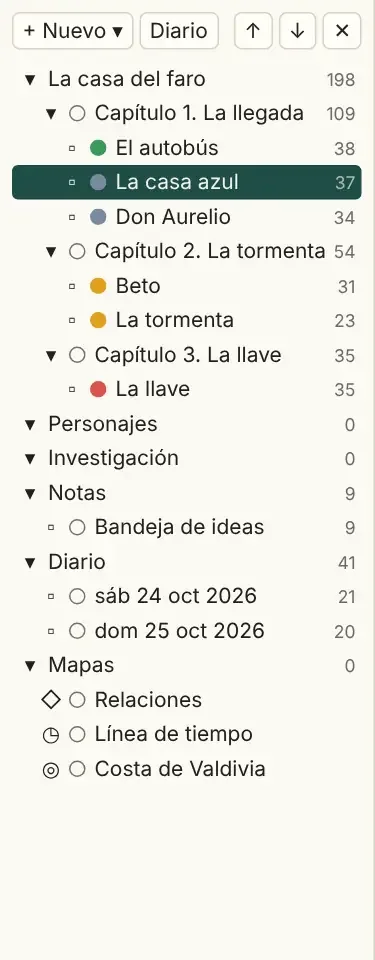 + Nuevo ▾ Diario ↑ ↓ ✕
▼ La casa del faro 198
▼ Capítulo 1. La llegada 109
El autobús 38
La casa azul 37
Don Aurelio 34
▼ Capítulo 2. La tormenta 54
Beto 31
La tormenta 23
▼ Capítulo 3. La llave 35
La llave 35
▼ Personajes 0
▼ Investigación 0
▼ Notas 9
Bandeja de ideas 9
▼ Diario 41
sáb 24 oct 2026 21
dom 25 oct 2026 20
▼ Mapas 0
Relaciones
Línea de tiempo
Costa de Valdivia